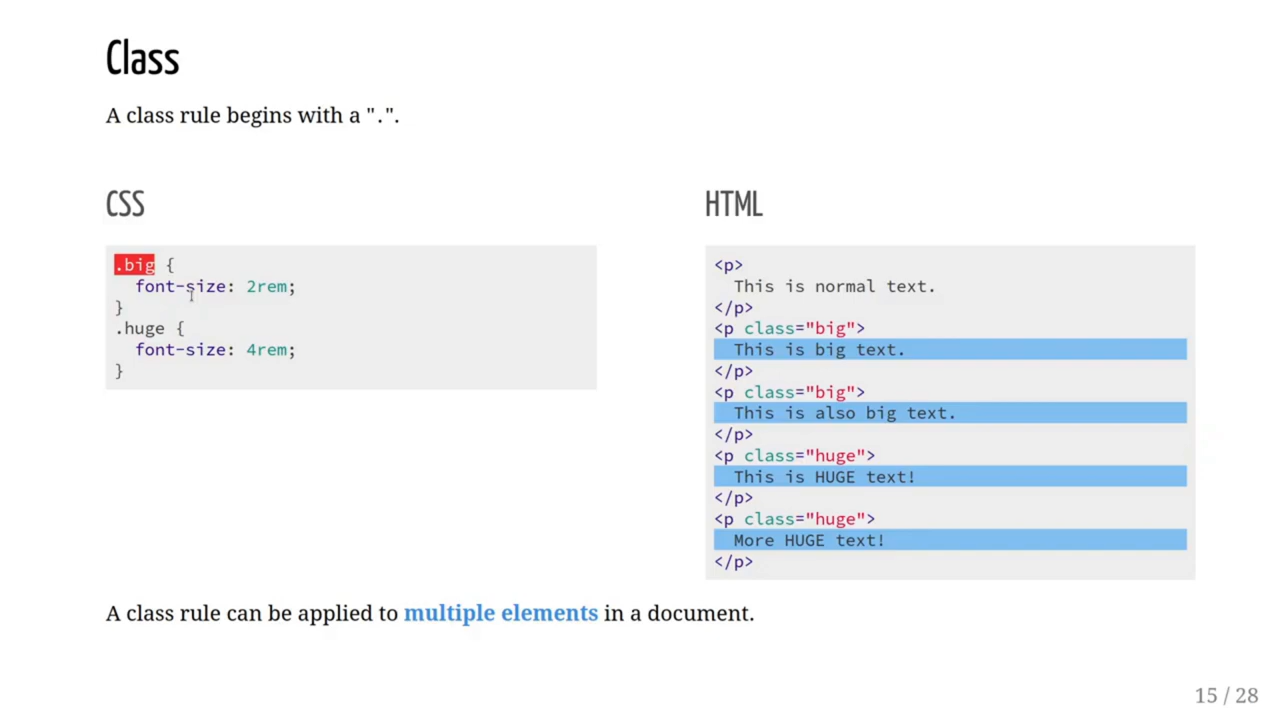 Class
A class rule begins with a ".".
CSS
.big {
  font-size: 2rem;
}
.huge {
  font-size: 4rem;
}
HTML
<p>
  This is normal text.
</p>
<p class="big">
  This is big text.
</p>
<p class="big">
  This is also big text.
</p>
<p class="huge">
  This is HUGE text!
</p>
<p class="huge">
  More HUGE text!
</p>
A class rule can be applied to multiple elements in a document.
15 / 28